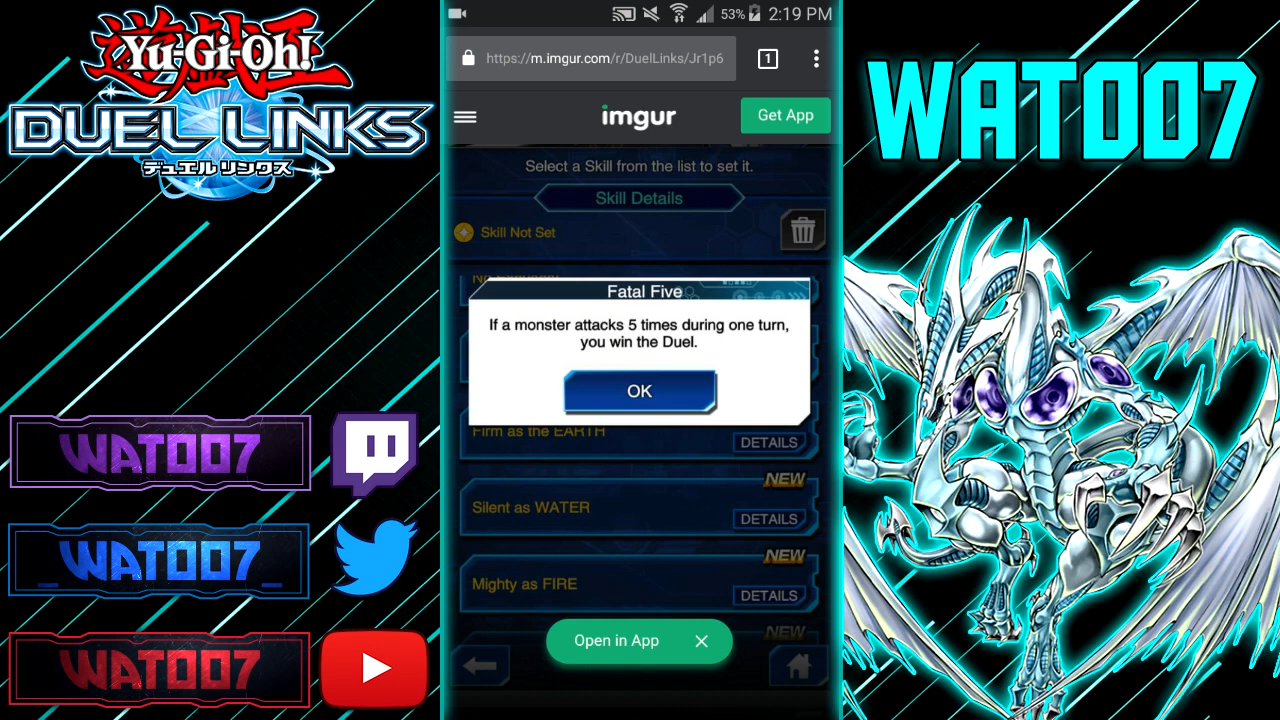 Yu-Gi-Oh!
DUEL LINKS
デュエル リンクス
WAT007
_WAT007_
WAT007
53% 2:19 PM
https://m.imgur.com/r/DuelLinks/Jr1p6
1
imgur
Get App
Select a Skill from the list to set it.
Skill Details
Skill Not Set
Fatal Five
If a monster attacks 5 times during one turn,
you win the Duel.
OK
Firm as the EARTH
DETAILS
NEW
Silent as WATER
DETAILS
NEW
Mighty as FIRE
DETAILS
NEW
Open in App
WAT007